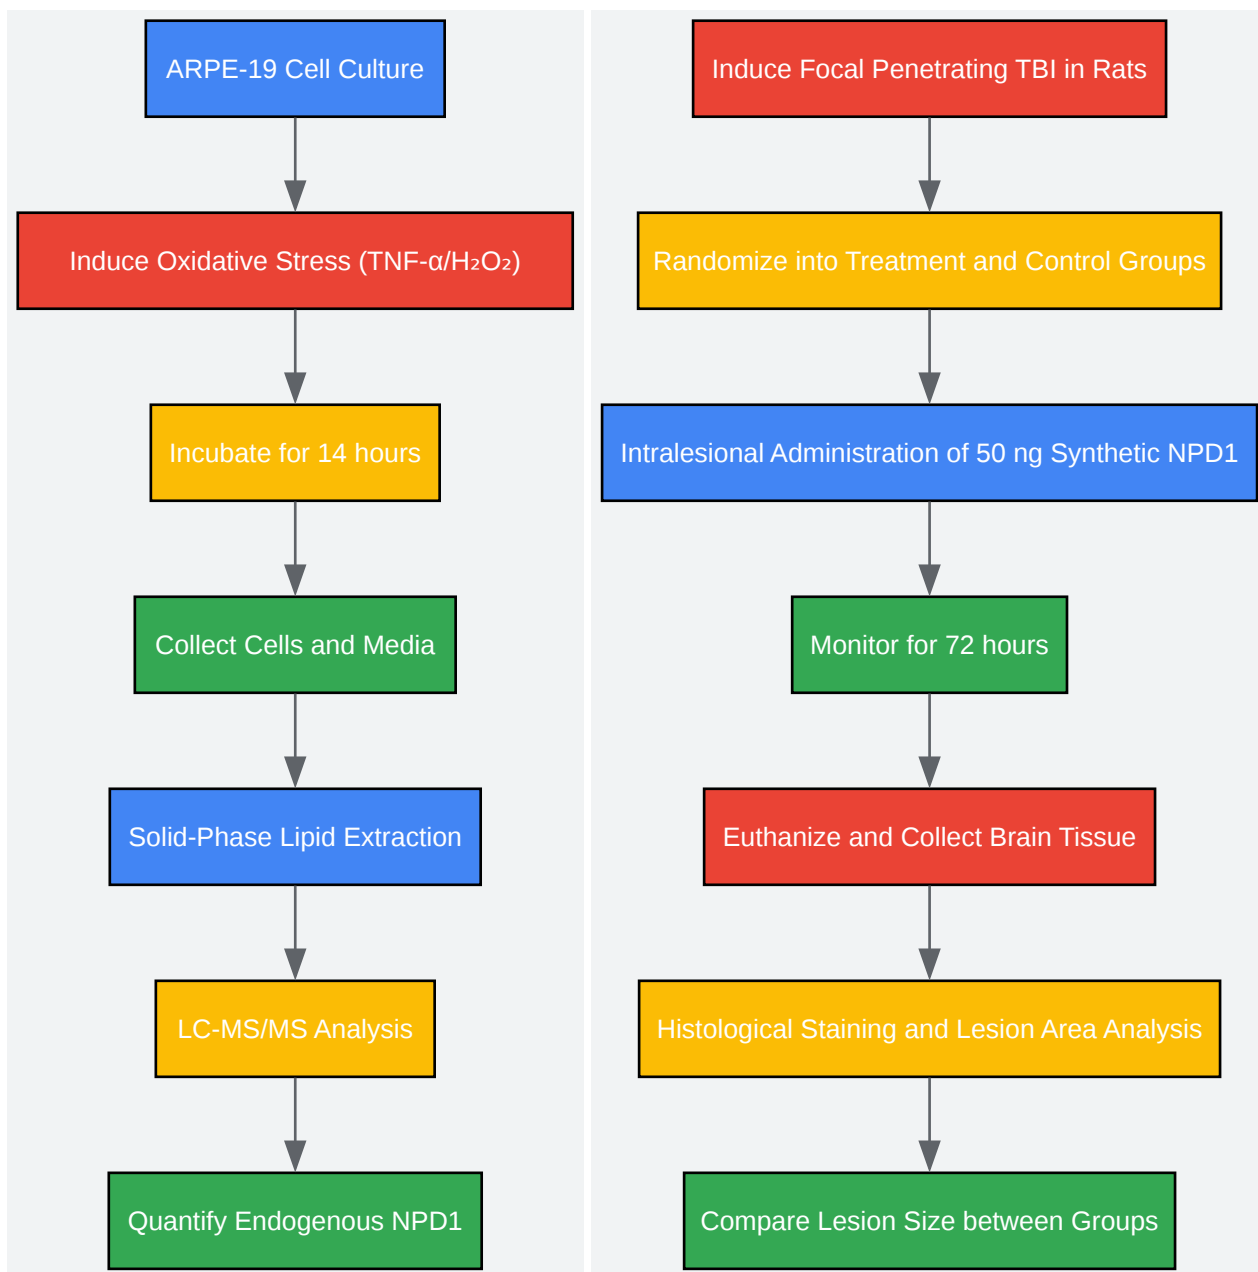 ARPE-19 Cell Culture
Induce Oxidative Stress (TNF-α/H₂O₂)
Incubate for 14 hours
Collect Cells and Media
Solid-Phase Lipid Extraction
LC-MS/MS Analysis
Quantify Endogenous NPD1
Induce Focal Penetrating TBI in Rats
Randomize into Treatment and Control Groups
Intralesional Administration of 50 ng Synthetic NPD1
Monitor for 72 hours
Euthanize and Collect Brain Tissue
Histological Staining and Lesion Area Analysis
Compare Lesion Size between Groups